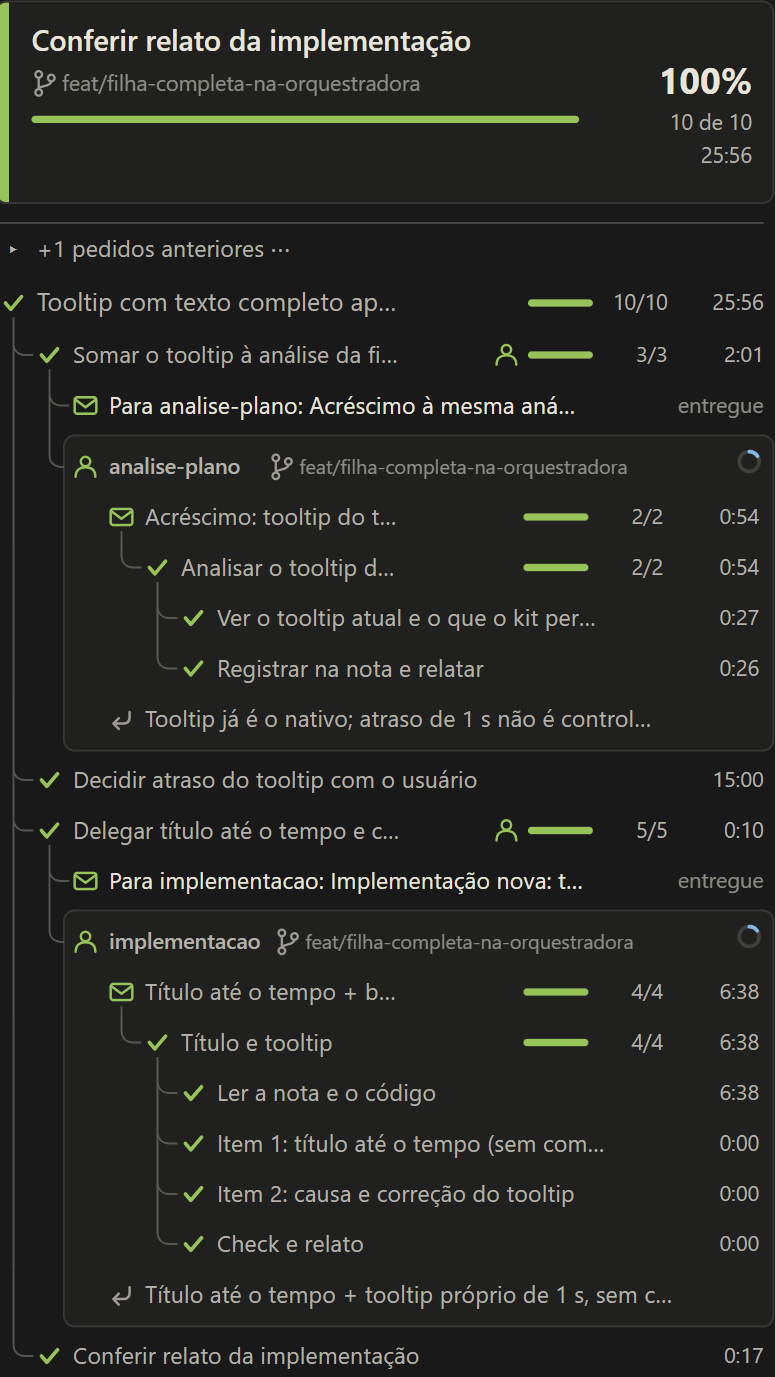 Conferir relato da implementação
feat/filha-completa-na-orquestradora
100%
10 de 10
25:56
+1 pedidos anteriores ···
Tooltip com texto completo ap... 10/10 25:56
Somar o tooltip à análise da fi... 3/3 2:01
Para analise-plano: Acréscimo à mesma aná... entregue
analise-plano feat/filha-completa-na-orquestradora
Acréscimo: tooltip do t... 2/2 0:54
Analisar o tooltip d... 2/2 0:54
Ver o tooltip atual e o que o kit per... 0:27
Registrar na nota e relatar 0:26
Tooltip já é o nativo; atraso de 1 s não é control...
Decidir atraso do tooltip com o usuário 15:00
Delegar título até o tempo e c... 5/5 0:10
Para implementacao: Implementação nova: t... entregue
implementacao feat/filha-completa-na-orquestradora
Título até o tempo + b... 4/4 6:38
Título e tooltip 4/4 6:38
Ler a nota e o código 6:38
Item 1: título até o tempo (sem com... 0:00
Item 2: causa e correção do tooltip 0:00
Check e relato 0:00
Título até o tempo + tooltip próprio de 1 s, sem c...
Conferir relato da implementação 0:17